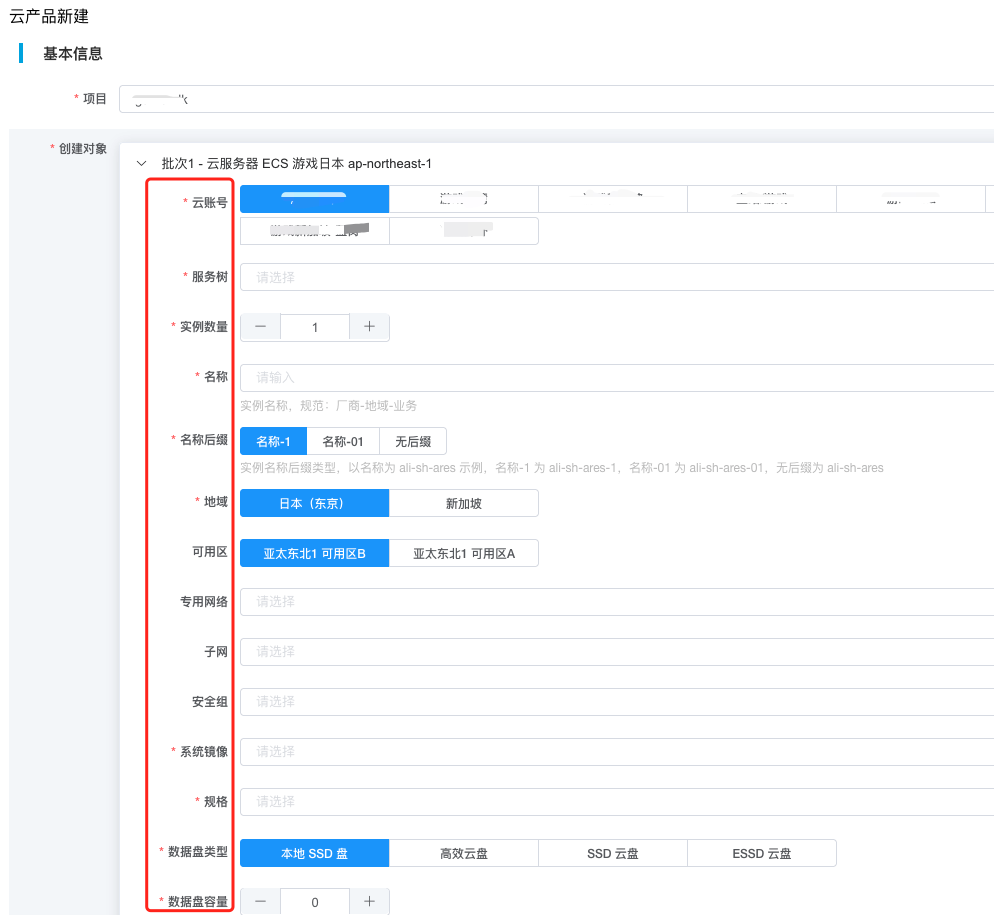 云产品新建
基本信息
* 项目
* 创建对象
批次1 - 云服务器 ECS 游戏日本 ap-northeast-1
* 云账号
* 服务树 请选择
* 实例数量 1
* 名称 请输入
实例名称，规范：厂商-地域-业务
* 名称后缀 名称-1 名称-01 无后缀
实例名称后缀类型，以名称为 ali-sh-ares 示例，名称-1 为 ali-sh-ares-1，名称-01 为 ali-sh-ares-01，无后缀为 ali-sh-ares
* 地域 日本（东京） 新加坡
可用区 亚太东北1 可用区B 亚太东北1 可用区A
专用网络 请选择
子网 请选择
安全组 请选择
* 系统镜像 请选择
* 规格 请选择
* 数据盘类型 本地 SSD 盘 高效云盘 SSD 云盘 ESSD 云盘
* 数据盘容量 0